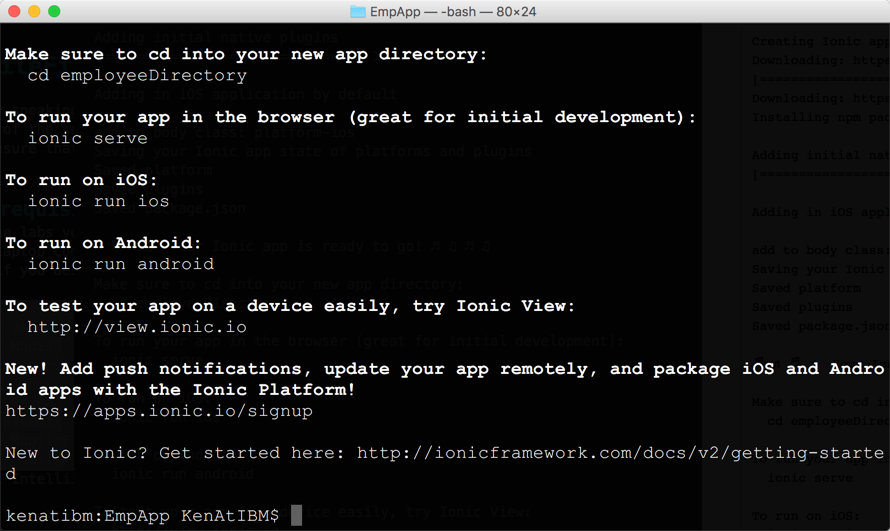 EmpApp — -bash — 80×24
Make sure to cd into your new app directory:
cd employeeDirectory
To run your app in the browser (great for initial development):
ionic serve
To run on iOS:
ionic run ios
To run on Android:
ionic run android
To test your app on a device easily, try Ionic View:
http://view.ionic.io
New! Add push notifications, update your app remotely, and package iOS and Andro
id apps with the Ionic Platform!
https://apps.ionic.io/signup
New to Ionic? Get started here: http://ionicframework.com/docs/v2/getting-starte
d
kenatibm:EmpApp KenAtIBM$